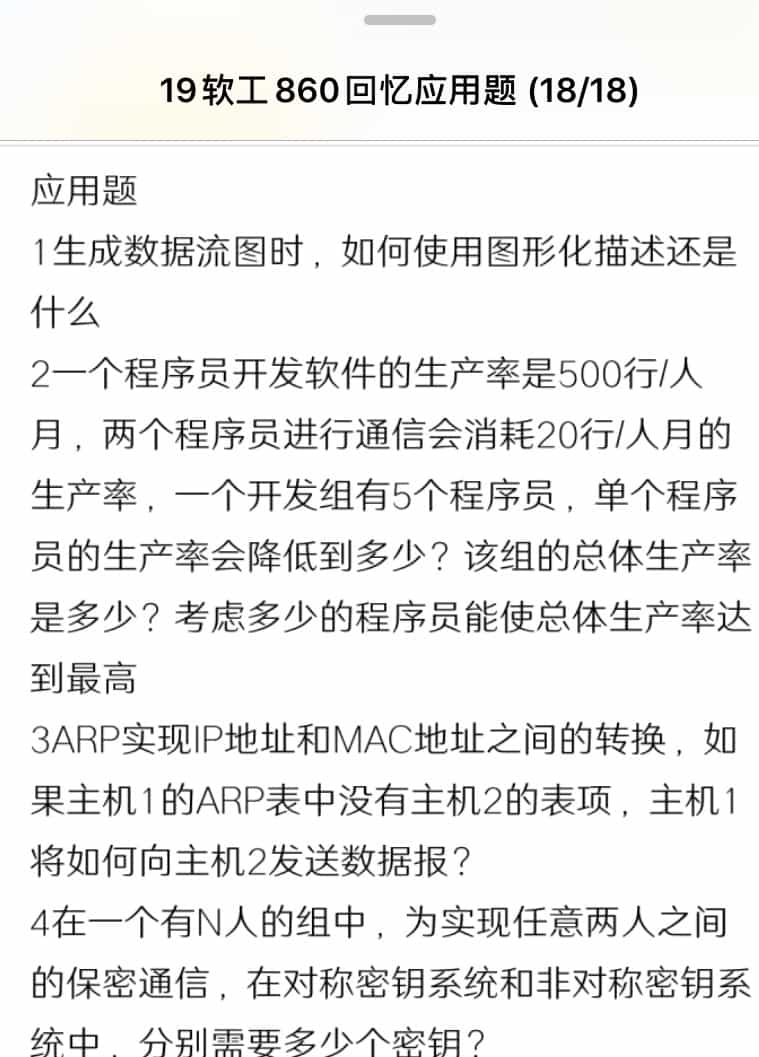 19软工860回忆应用题 (18/18)
应用题
1生成数据流图时，如何使用图形化描述还是
什么
2一个程序员开发软件的生产率是500行/人
月，两个程序员进行通信会消耗20行/人月的
生产率，一个开发组有5个程序员，单个程序
员的生产率会降低到多少？该组的总体生产率
是多少？考虑多少的程序员能使总体生产率达
到最高
3ARP实现IP地址和MAC地址之间的转换，如
果主机1的ARP表中没有主机2的表项，主机1
将如何向主机2发送数据报？
4在一个有N人的组中，为实现任意两人之间
的保密通信，在对称密钥系统和非对称密钥系
统中，分别需要多少个密钥？